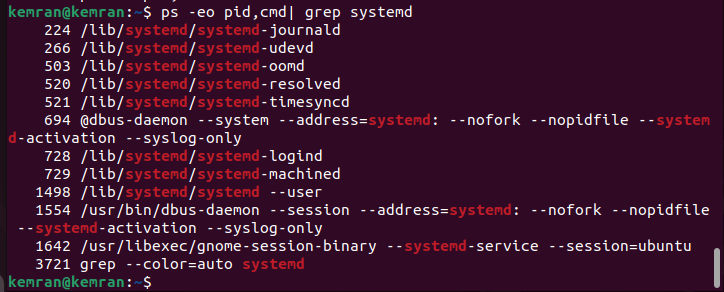 kemran@kemran:~$ ps -eo pid,cmd| grep systemd
224 /lib/systemd/systemd-journald
266 /lib/systemd/systemd-udevd
503 /lib/systemd/systemd-oomd
520 /lib/systemd/systemd-resolved
521 /lib/systemd/systemd-timesyncd
694 @dbus-daemon --system --address=systemd: --nofork --nopidfile --system
d-activation --syslog-only
728 /lib/systemd/systemd-logind
729 /lib/systemd/systemd-machined
1498 /lib/systemd/systemd --user
1554 /usr/bin/dbus-daemon --session --address=systemd: --nofork --nopidfile
--systemd-activation --syslog-only
1642 /usr/libexec/gnome-session-binary --systemd-service --session=ubuntu
3721 grep --color=auto systemd
kemran@kemran:~$